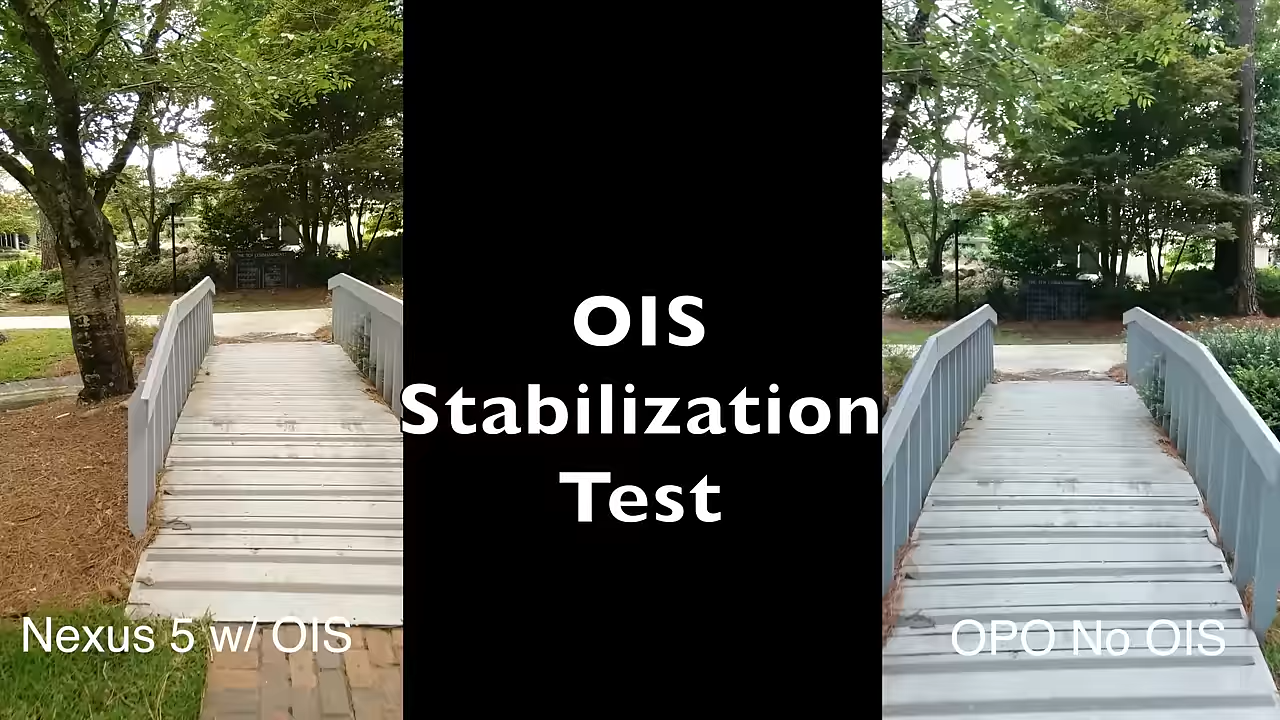 OIS
Stabilization
Test
Nexus 5 w/ OIS
OPO No OIS